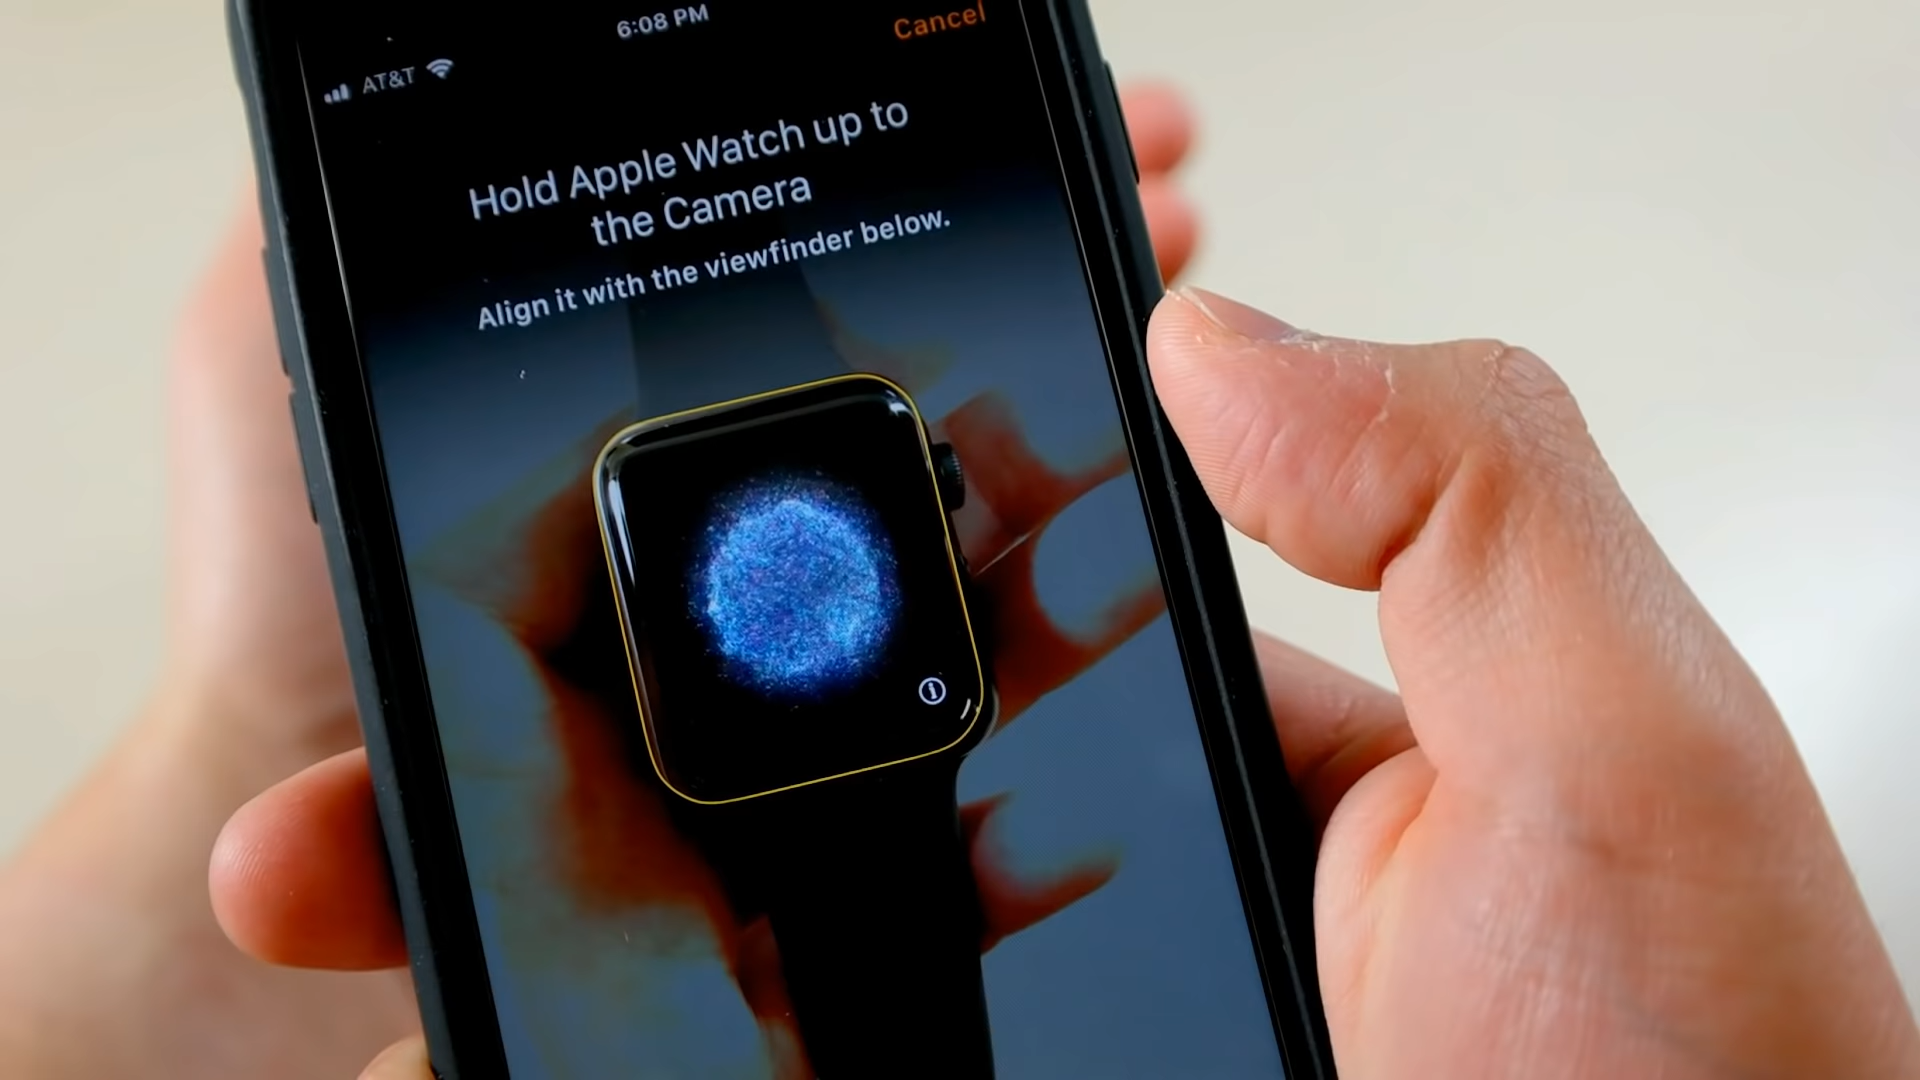 6:08 PM
Cancel
AT&T
Hold Apple Watch up to
the Camera
Align it with the viewfinder below.
i